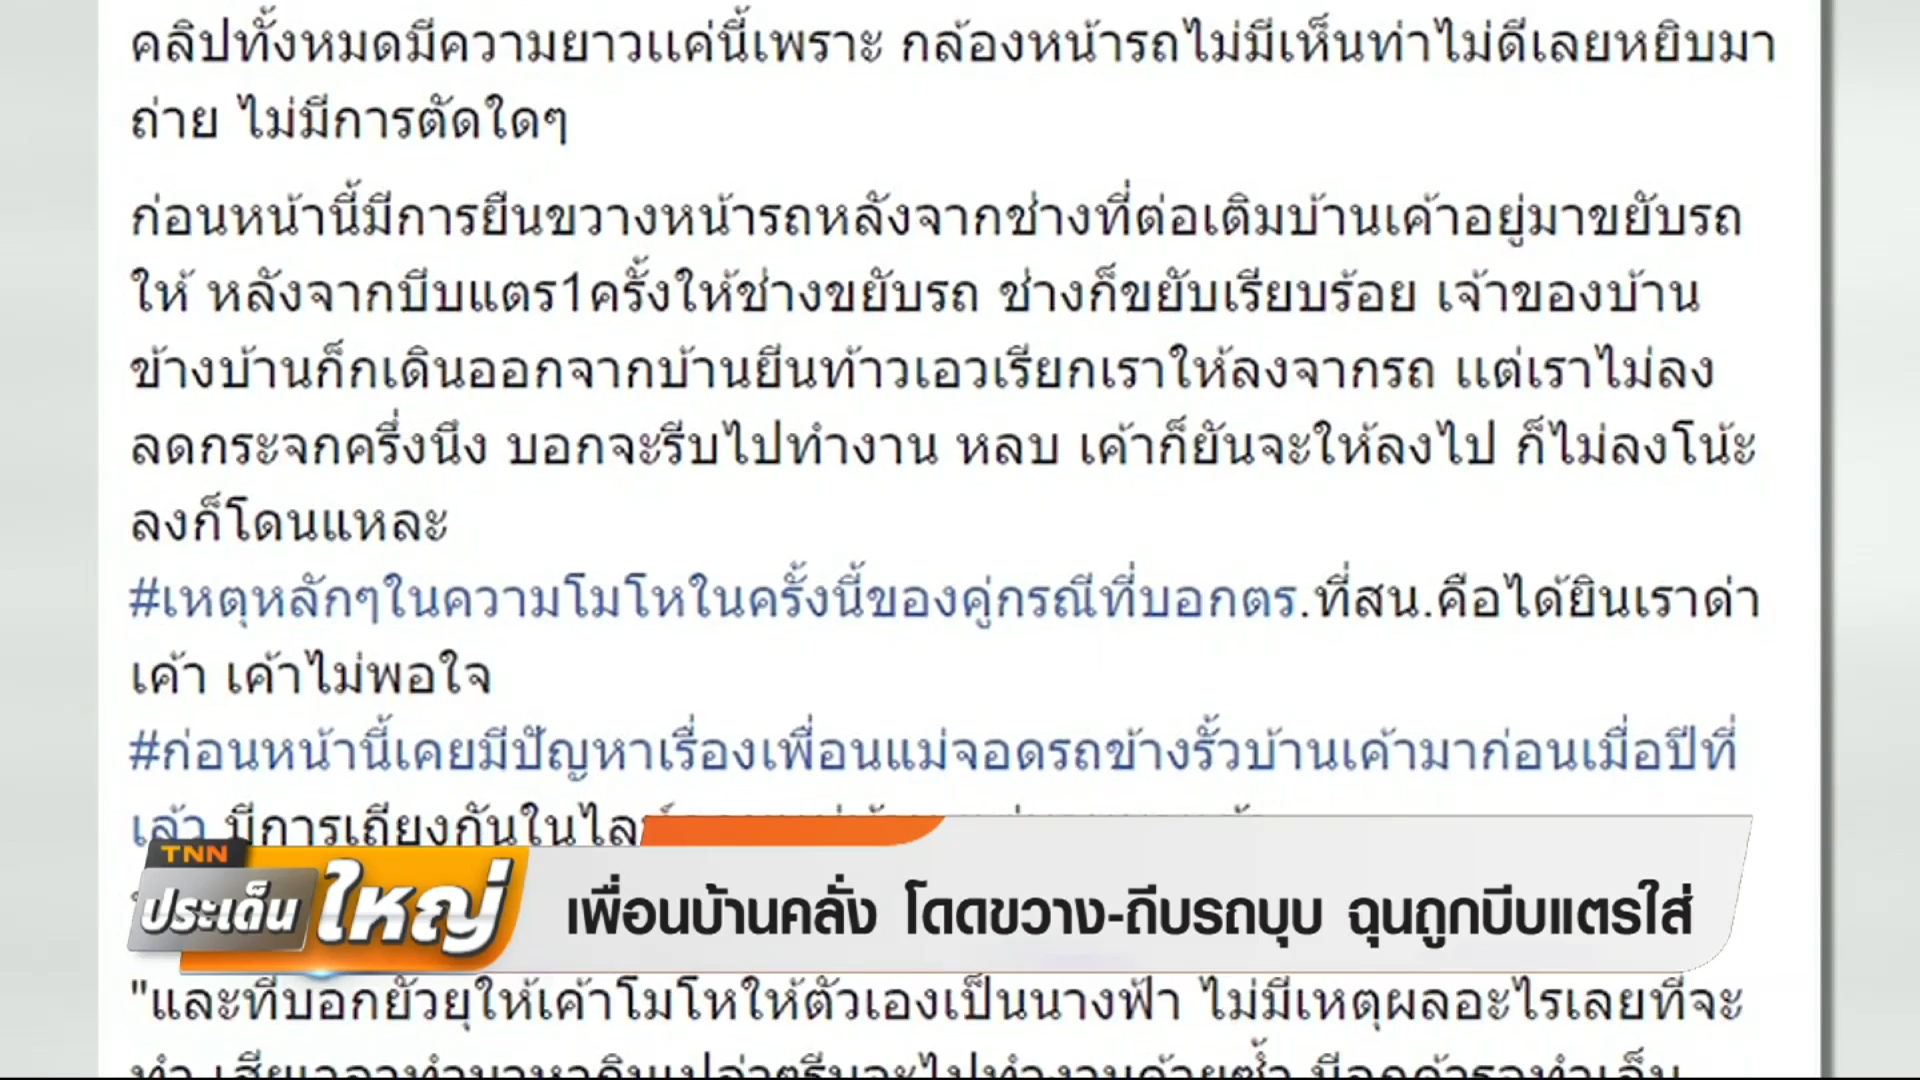 คลิปทั้งหมดมีความยาวแค่นี้เพราะ กล้องหน้ารถไม่มีเห็นท่าไม่ดีเลยหยิบมา
ถ่าย ไม่มีการตัดใดๆ
ก่อนหน้านี้มีการยืนขวางหน้ารถหลังจากช่างที่ต่อเติมบ้านเค้าอยู่มาขยับรถ
ให้ หลังจากบีบแตร1ครั้งให้ช่างขยับรถ ช่างก็ขยับเรียบร้อย เจ้าของบ้าน
ข้างบ้านก็กเดินออกจากบ้านยืนท้าวเอวเรียกเราให้ลงจากรถ แต่เราไม่ลง
ลดกระจกครึ่งนึง บอกจะรีบไปทำงาน หลบ เค้าก็ยันจะให้ลงไป ก็ไม่ลงโน้ะ
ลงก็โดนแหละ
#เหตุหลักๆในความโมโหในครั้งนี้ของคู่กรณีที่บอกตร.ที่สน.คือได้ยินเราด่า
เค้า เค้าไม่พอใจ
#ก่อนหน้านี้เคยมีปัญหาเรื่องเพื่อนแม่จอดรถข้างรั้วบ้านเค้ามาก่อนเมื่อปีที่
เล้ว มีการเถียงกันในไล
TNN
ประเด็นใหญ่
เพื่อนบ้านคลั่ง โดดขวาง-ถีบรถบุบ ฉุนถูกบีบแตรใส่
"และที่บอกยั่วยุให้เค้าโมโหให้ตัวเองเป็นนางฟ้า ไม่มีเหตุผลอะไรเลยที่จะ